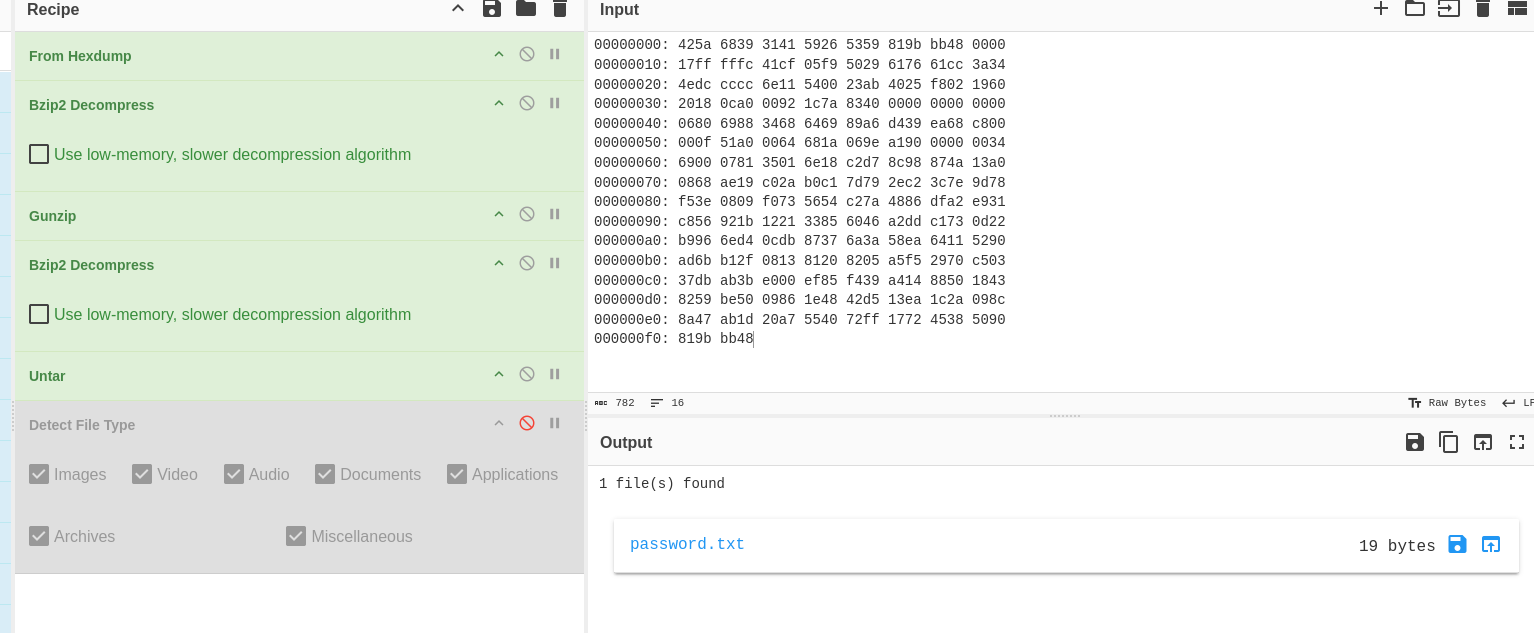 Recipe
From Hexdump
Bzip2 Decompress
Use low-memory, slower decompression algorithm
Gunzip
Bzip2 Decompress
Use low-memory, slower decompression algorithm
Untar
Detect File Type
Images Video Audio Documents Applications
Archives Miscellaneous
Input
00000000: 425a 6839 3141 5926 5359 819b bb48 0000
00000010: 17ff fffc 41cf 05f9 5029 6176 61cc 3a34
00000020: 4edc cccc 6e11 5400 23ab 4025 f802 1960
00000030: 2018 0ca0 0092 1c7a 8340 0000 0000 0000
00000040: 0680 6988 3468 6469 89a6 d439 ea68 c800
00000050: 000f 51a0 0064 681a 069e a190 0000 0034
00000060: 6900 0781 3501 6e18 c2d7 8c98 874a 13a0
00000070: 0868 ae19 c02a b0c1 7d79 2ec2 3c7e 9d78
00000080: f53e 0809 f073 5654 c27a 4886 dfa2 e931
00000090: c856 921b 1221 3385 6046 a2dd c173 0d22
000000a0: b996 6ed4 0cdb 8737 6a3a 58ea 6411 5290
000000b0: ad6b b12f 0813 8120 8205 a5f5 2970 c503
000000c0: 37db ab3b e000 ef85 f439 a414 8850 1843
000000d0: 8259 be50 0986 1e48 42d5 13ea 1c2a 098c
000000e0: 8a47 ab1d 20a7 5540 72ff 1772 4538 5090
000000f0: 819b bb48
ABC 782 16 Tт Raw Bytes LF
Output
1 file(s) found
password.txt 19 bytes